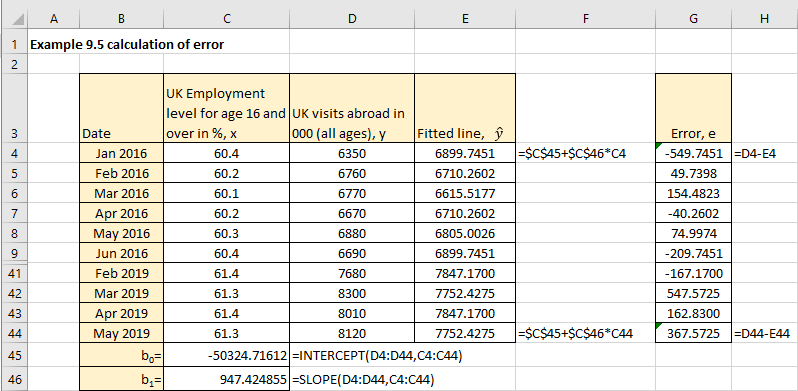 A B C D E F G H
1 Example 9.5 calculation of error
2
UK Employment
level for age 16 and UK visits abroad in
3 Date over in %, x 000 (all ages), y Fitted line, ŷ Error, e
4 Jan 2016 60.4 6350 6899.7451 =$C$45+$C$46*C4 -549.7451 =D4-E4
5 Feb 2016 60.2 6760 6710.2602 49.7398
6 Mar 2016 60.1 6770 6615.5177 154.4823
7 Apr 2016 60.2 6670 6710.2602 -40.2602
8 May 2016 60.3 6880 6805.0026 74.9974
9 Jun 2016 60.4 6690 6899.7451 -209.7451
41 Feb 2019 61.4 7680 7847.1700 -167.1700
42 Mar 2019 61.3 8300 7752.4275 547.5725
43 Apr 2019 61.4 8010 7847.1700 162.8300
44 May 2019 61.3 8120 7752.4275 =$C$45+$C$46*C44 367.5725 =D44-E44
45 b₀= -50324.71612 =INTERCEPT(D4:D44,C4:C44)
46 b₁= 947.424855 =SLOPE(D4:D44,C4:C44)